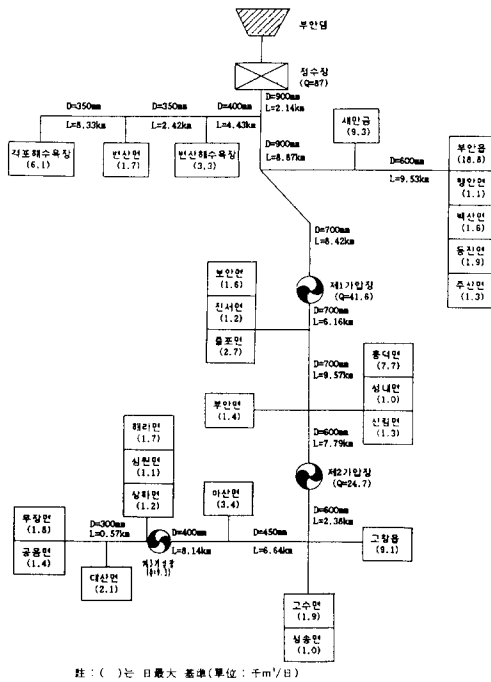 부안댐
정수장
(Q=87)
D=900mm
L=2.14km
D=350mm
D=350mm
D=400mm
L=8.33km
L=2.42km
L=4.43km
격포해수욕장
(6.1)
변산면
(1.7)
변산해수욕장
(3.3)
새만금
(9.3)
D=900mm
L=8.87km
D=600mm
L=9.53km
부안읍
(18.8)
행안면
(1.1)
백산면
(1.6)
동진면
(1.9)
주산면
(1.3)
D=700mm
L=8.42km
제1가압장
(Q=41.6)
보안면
(1.6)
진서면
(1.2)
줄포면
(2.7)
D=700mm
L=6.16km
D=700mm
L=9.57km
흥덕면
(7.7)
성내면
(1.0)
신림면
(1.3)
부안면
(1.4)
D=600mm
L=7.79km
제2가압장
(Q=24.7)
해리면
(1.7)
심원면
(1.1)
상하면
(1.2)
아산면
(3.4)
D=600mm
L=2.38km
무장면
(1.8)
공음면
(1.4)
D=300mm
L=0.57km
D=400mm
L=8.14km
D=450mm
L=6.64km
고창읍
(9.1)
대산면
(2.1)
고수면
(1.9)
성송면
(1.0)
註 : ( )는 日最大 基準(單位 : 千m³/日)